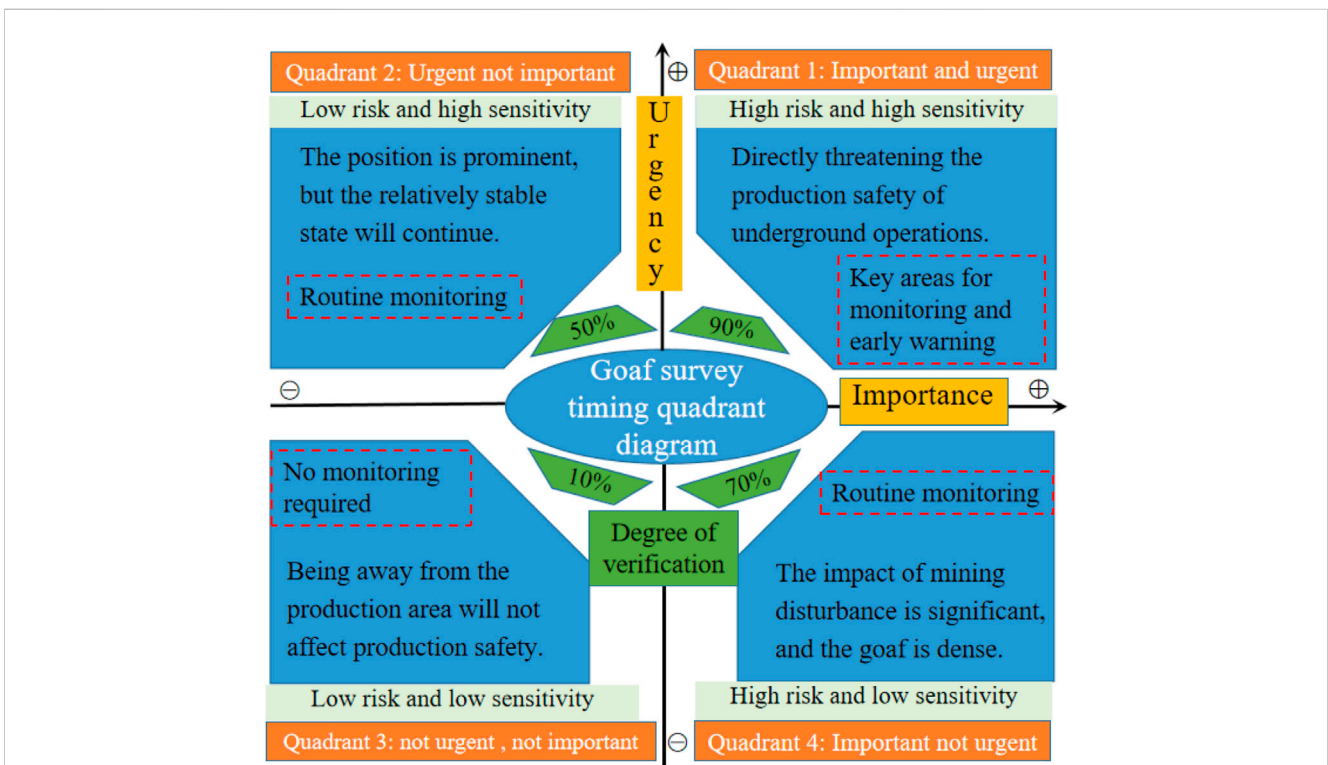 Quadrant 2: Urgent not important
Low risk and high sensitivity
The position is prominent,
but the relatively stable
state will continue.
Routine monitoring
50%
⊕
Urgency
Quadrant 1: Important and urgent
High risk and high sensitivity
Directly threatening the
production safety of
underground operations.
Key areas for
monitoring and
early warning
90%
⊖
Goaf survey
timing quadrant
diagram
Importance
⊕
No monitoring
required
10%
Being away from the
production area will not
affect production safety.
Low risk and low sensitivity
Quadrant 3: not urgent , not important
Degree of
verification
⊖
70%
Routine monitoring
The impact of mining
disturbance is significant,
and the goaf is dense.
High risk and low sensitivity
Quadrant 4: Important not urgent